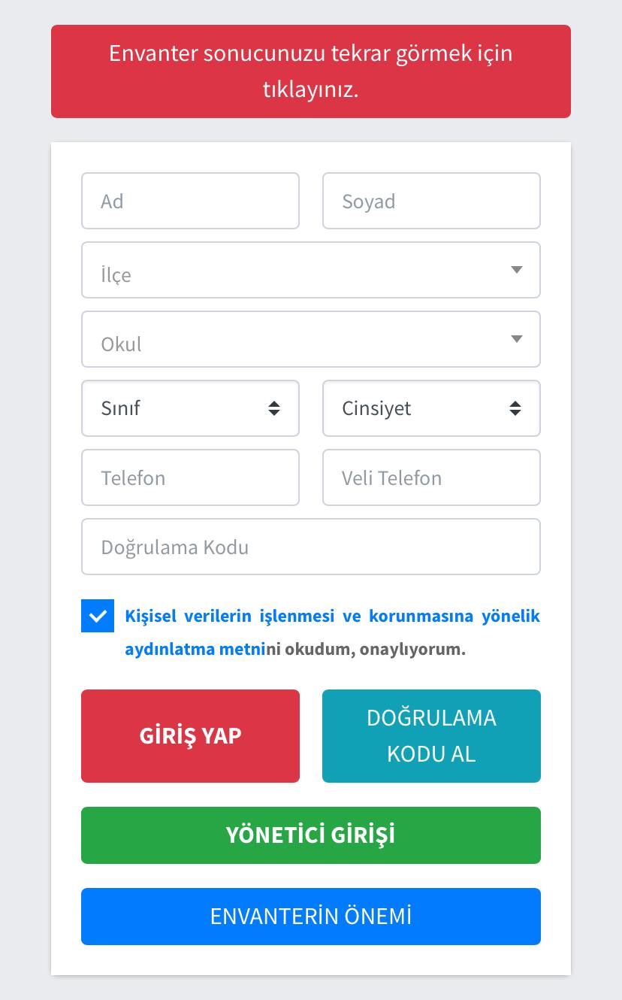 Envanter sonucunuzu tekrar görmek için
tıklayınız.
Ad
Soyad
İlçe
Okul
Sınıf
Cinsiyet
Telefon
Veli Telefon
Doğrulama Kodu
Kişisel verilerin işlenmesi ve korunmasına yönelik
aydınlatma metnini okudum, onaylıyorum.
GİRİŞ YAP
DOĞRULAMA
KODU AL
YÖNETİCİ GİRİŞİ
ENVANTERİN ÖNEMİ